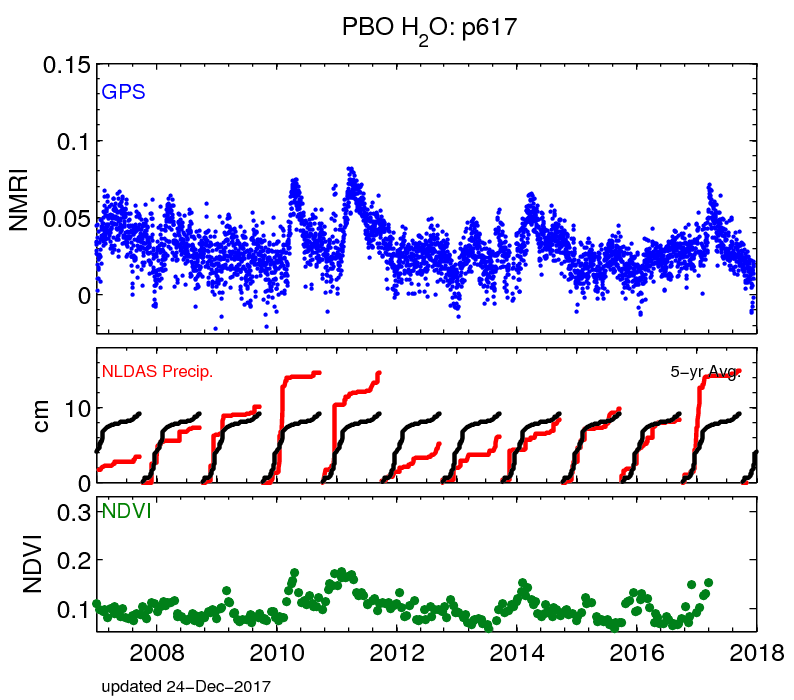 PBO H2O: p617
0.15
GPS
0.1
NMRI
0.05
0
NLDAS Precip.
5-yr Avg.
10
cm
0
NDVI
0.3
NDVI
0.2
0.1
2008 2010 2012 2014 2016 2018
updated 24-Dec-2017